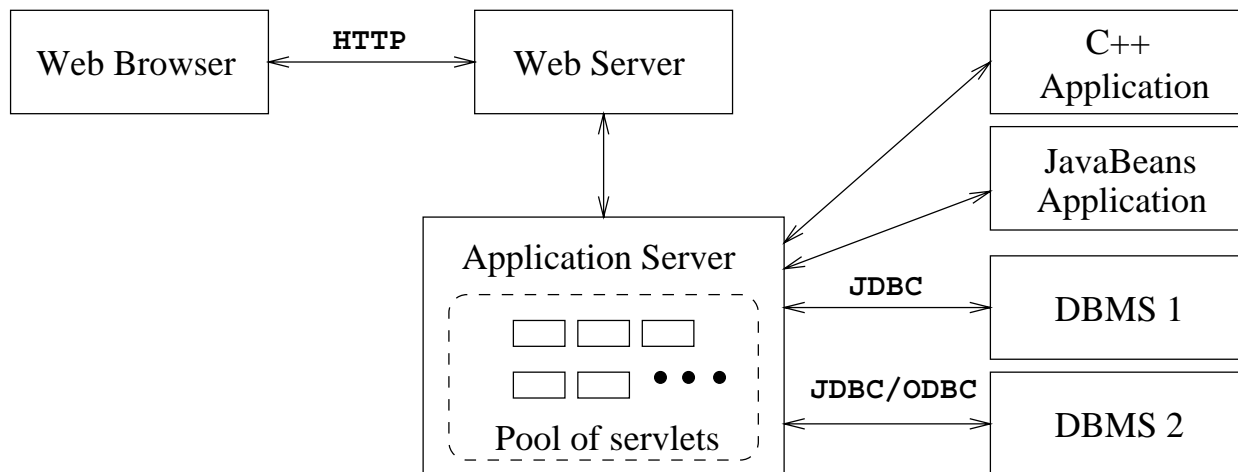 Web Browser
HTTP
Web Server
C++
Application
JavaBeans
Application
Application Server
JDBC
DBMS 1
JDBC/ODBC
DBMS 2
Pool of servlets